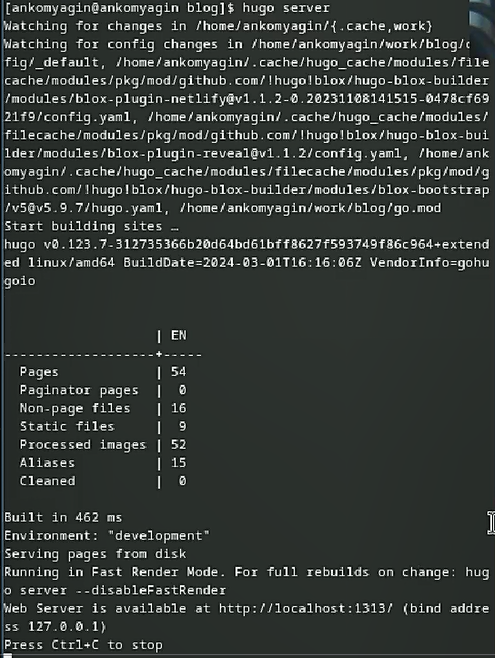 [ankomyagin@ankomyagin blog]$ hugo server
Watching for changes in /home/ankomyagin/{.cache,work}
Watching for config changes in /home/ankomyagin/work/blog/c
fig/_default, /home/ankomyagin/.cache/hugo_cache/modules/file
cache/modules/pkg/mod/github.com/!hugo!blox/hugo-blox-builder
/modules/blox-plugin-netlify@v1.1.2-0.20231108141515-0478cf69
21f9/config.yaml, /home/ankomyagin/.cache/hugo_cache/modules/
filecache/modules/pkg/mod/github.com/!hugo!blox/hugo-blox-bui
lder/modules/blox-plugin-reveal@v1.1.2/config.yaml, /home/ank
omyagin/.cache/hugo_cache/modules/filecache/modules/pkg/mod/g
ithub.com/!hugo!blox/hugo-blox-builder/modules/blox-bootstrap
/v5@v5.9.7/hugo.yaml, /home/ankomyagin/work/blog/go.mod
Start building sites …
hugo v0.123.7-312735366b20d64bd61bff8627f593749f86c964+extend
ed linux/amd64 BuildDate=2024-03-01T16:16:06Z VendorInfo=gohu
goio
| EN
-------------------+-----
Pages | 54
Paginator pages | 0
Non-page files | 16
Static files | 9
Processed images | 52
Aliases | 15
Cleaned | 0
Built in 462 ms
Environment: "development"
Serving pages from disk
Running in Fast Render Mode. For full rebuilds on change: hug
o server --disableFastRender
Web Server is available at http://localhost:1313/ (bind addre
ss 127.0.0.1)
Press Ctrl+C to stop